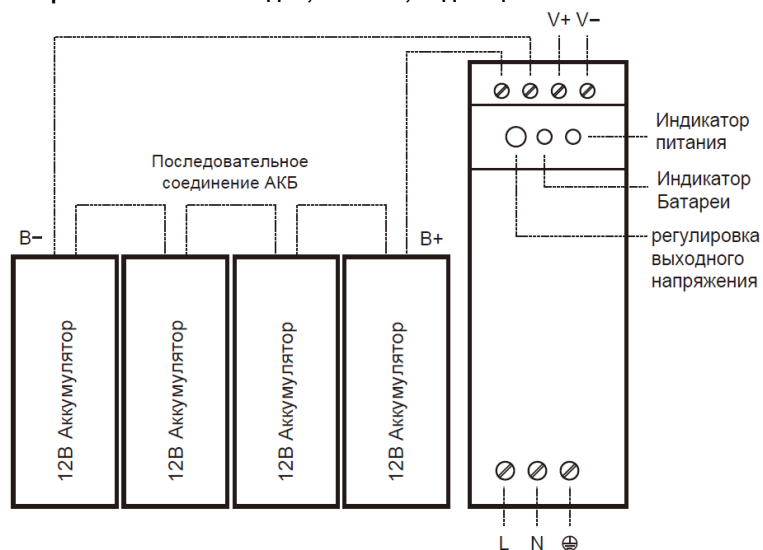 V+ V−
Индикатор
питания
Последовательное
соединение АКБ
Индикатор
Батареи
B−
B+
регулировка
выходного
напряжения
12В Аккумулятор
12В Аккумулятор
12В Аккумулятор
12В Аккумулятор
L N